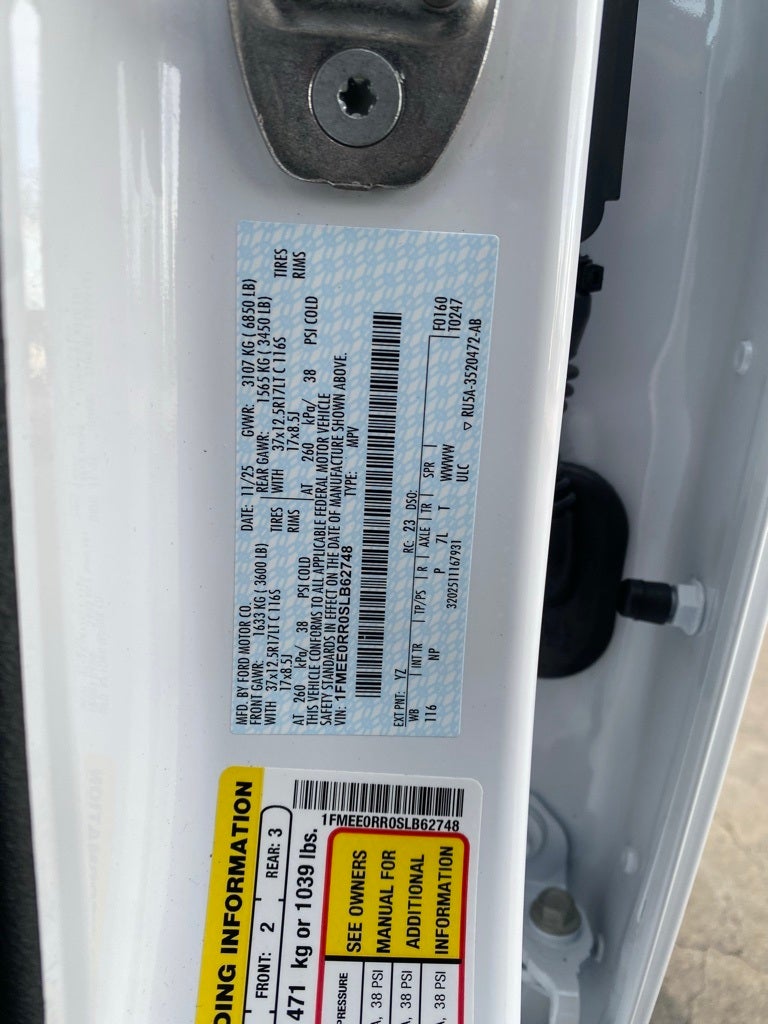 MFD. BY FORD MOTOR CO. DATE: 11/25 GVWR: 3107 KG ( 6850 LB)
FRONT GAWR: 1633 KG ( 3600 LB) REAR GAWR: 1565 KG ( 3450 LB)
WITH 37x12.5R17LT C 116S TIRES WITH 37x12.5R17LT C 116S TIRES
17x8.5J RIMS 17x8.5J RIMS
AT 260 kPa/ 38 PSI COLD AT 260 kPa/ 38 PSI COLD
THIS VEHICLE CONFORMS TO ALL APPLICABLE FEDERAL MOTOR VEHICLE
SAFETY STANDARDS IN EFFECT ON THE DATE OF MANUFACTURE SHOWN ABOVE.
VIN: 1FMEE0RR0SLB62748 TYPE: MPV
EXT PNT: YZ RC: 23 DSO: F0160
WB INT TR TP/PS R AXLE TR SPR T0247
116 NP P 7L T WWWW
3202511167931 ULC
▽ RU5A-3520472-AB
DING INFORMATION
FRONT: 2 REAR: 3
471 kg or 1039 lbs.
1FMEE0RR0SLB62748
PRESSURE
A, 38 PSI
A, 38 PSI
A, 38 PSI
SEE OWNERS
MANUAL FOR
ADDITIONAL
INFORMATION